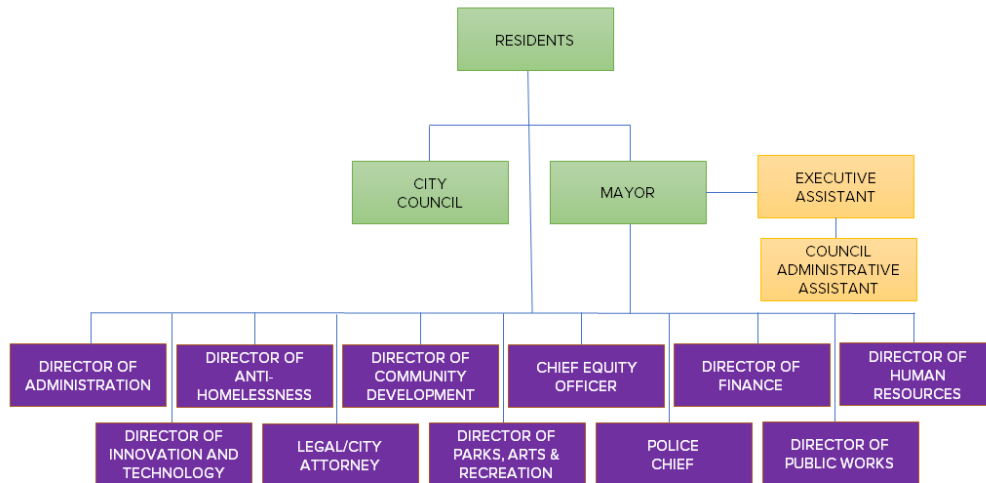 RESIDENTS
CITY
COUNCIL
MAYOR
EXECUTIVE
ASSISTANT
COUNCIL
ADMINISTRATIVE
ASSISTANT
DIRECTOR OF
ADMINISTRATION
DIRECTOR OF
ANTI-
HOMELESSNESS
DIRECTOR OF
COMMUNITY
DEVELOPMENT
CHIEF EQUITY
OFFICER
DIRECTOR OF
FINANCE
DIRECTOR OF
HUMAN
RESOURCES
DIRECTOR OF
INNOVATION AND
TECHNOLOGY
LEGAL/CITY
ATTORNEY
DIRECTOR OF
PARKS, ARTS &
RECREATION
POLICE
CHIEF
DIRECTOR OF
PUBLIC WORKS